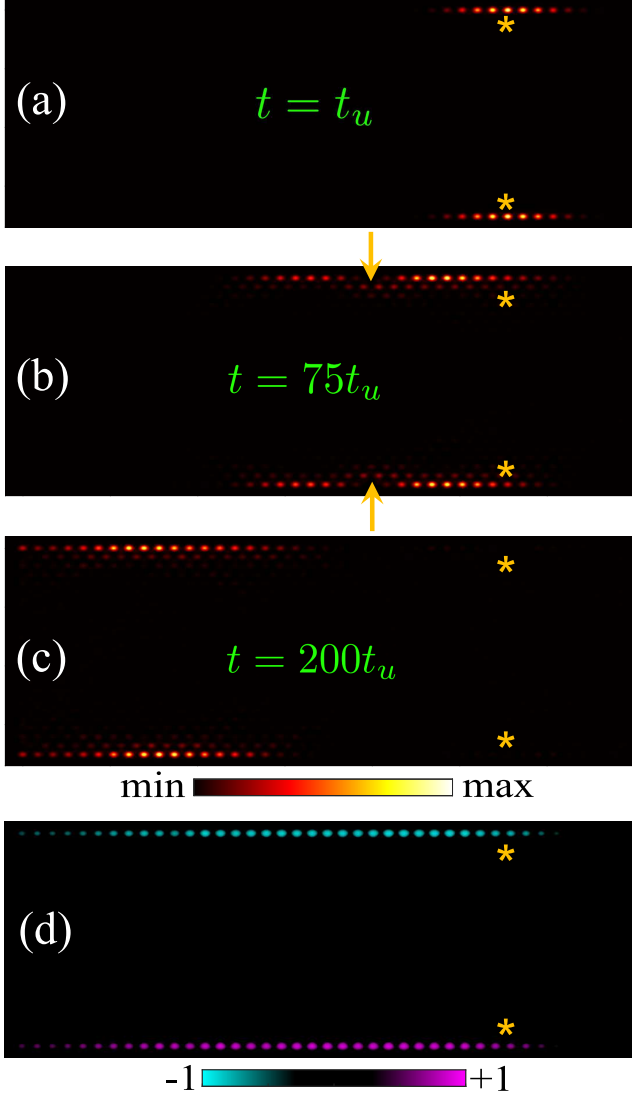 (a)
t = t_u
*
*
(b)
t = 75t_u
*
*
(c)
t = 200t_u
*
*
min max
(d)
*
*
-1 +1